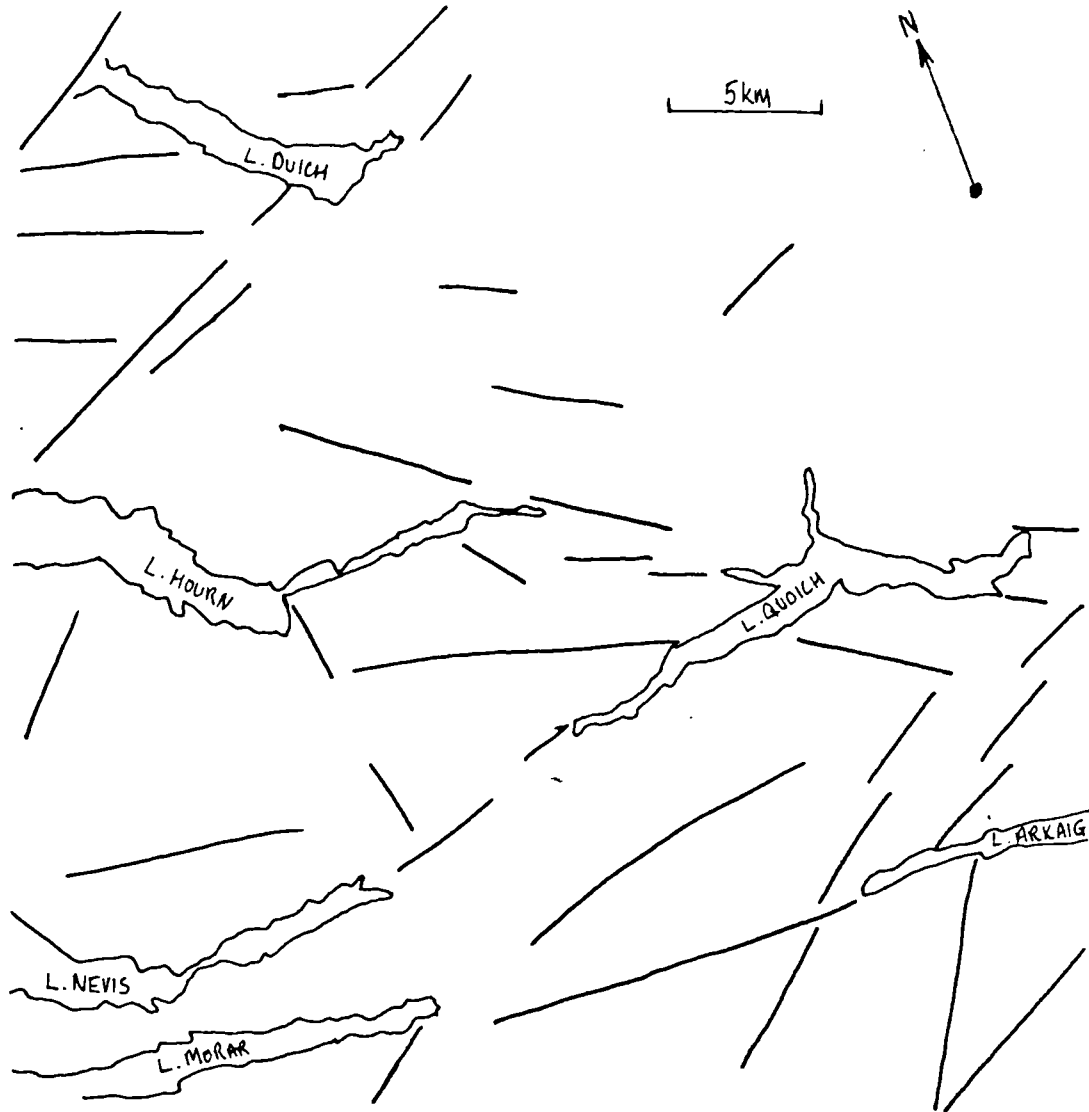 N
5km
L. DUICH
L. HOURN
L. QUOICH
L. ARKAIG
L. NEVIS
L. MORAR